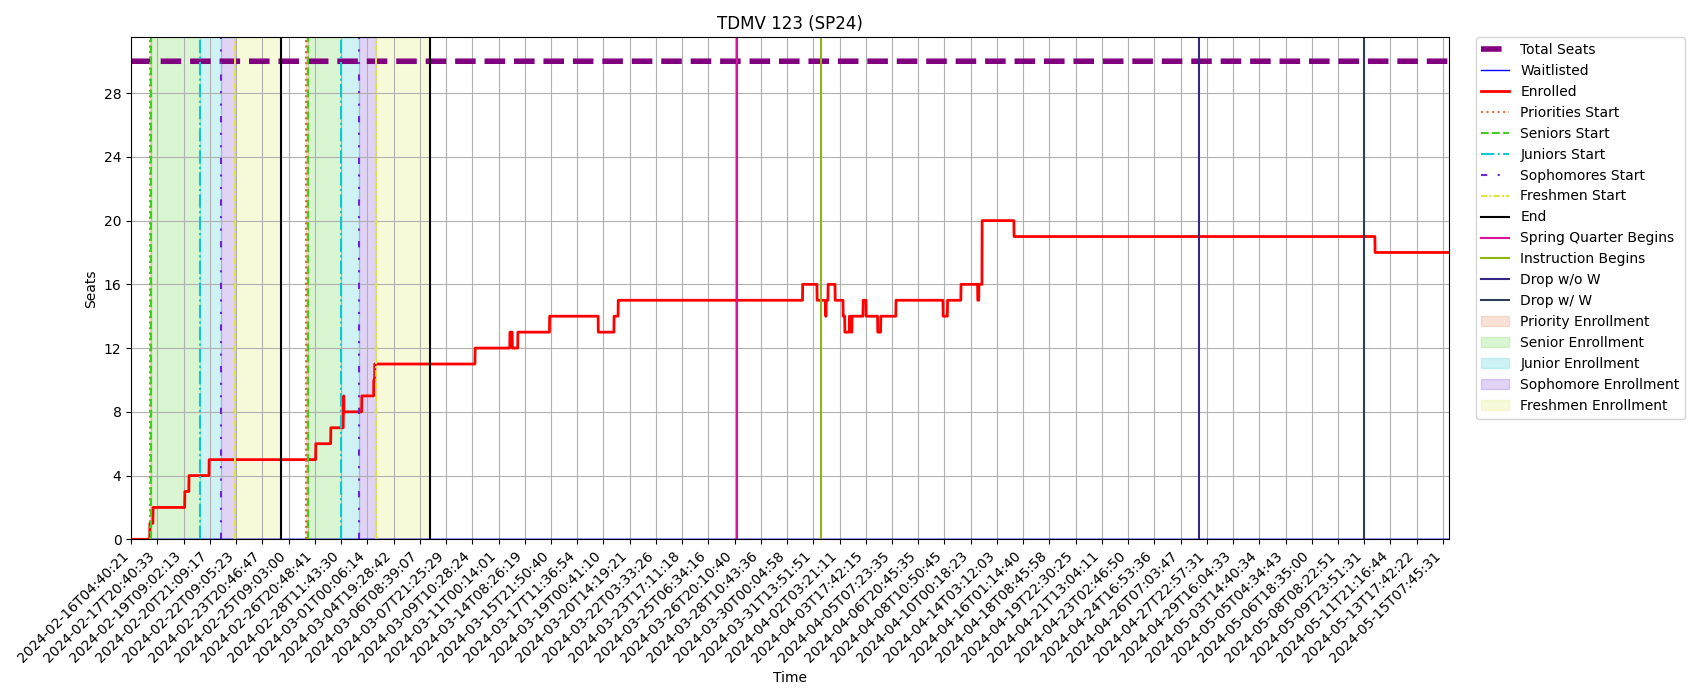 TDMV 123 (SP24)
Seats
28
24
20
16
12
8
4
0
2024-02-16T04:40:21
2024-02-17T20:40:33
2024-02-19T09:02:13
2024-02-20T21:09:17
2024-02-22T09:05:23
2024-02-23T20:46:47
2024-02-25T09:03:00
2024-02-26T20:48:41
2024-02-28T11:43:30
2024-03-01T00:06:14
2024-03-04T19:28:42
2024-03-06T08:39:07
2024-03-07T21:25:29
2024-03-09T10:28:24
2024-03-11T00:14:01
2024-03-14T08:26:19
2024-03-15T21:50:40
2024-03-17T11:36:54
2024-03-19T00:41:10
2024-03-20T14:19:21
2024-03-22T03:33:26
2024-03-23T17:11:18
2024-03-25T06:34:16
2024-03-26T20:10:40
2024-03-28T10:43:36
2024-03-30T00:04:58
2024-03-31T13:51:51
2024-04-02T03:21:11
2024-04-03T17:42:15
2024-04-05T07:23:35
2024-04-06T20:45:35
2024-04-08T10:50:45
2024-04-10T00:18:23
2024-04-14T03:12:03
2024-04-16T01:14:40
2024-04-18T08:45:58
2024-04-19T22:30:25
2024-04-21T13:04:11
2024-04-23T02:46:50
2024-04-24T16:53:36
2024-04-26T07:03:47
2024-04-27T22:57:31
2024-04-29T16:04:33
2024-05-03T14:40:34
2024-05-05T04:34:43
2024-05-06T18:35:00
2024-05-08T08:22:51
2024-05-09T23:51:31
2024-05-11T21:16:44
2024-05-13T17:42:22
2024-05-15T07:45:31
Time
Total Seats
Waitlisted
Enrolled
Priorities Start
Seniors Start
Juniors Start
Sophomores Start
Freshmen Start
End
Spring Quarter Begins
Instruction Begins
Drop w/o W
Drop w/ W
Priority Enrollment
Senior Enrollment
Junior Enrollment
Sophomore Enrollment
Freshmen Enrollment